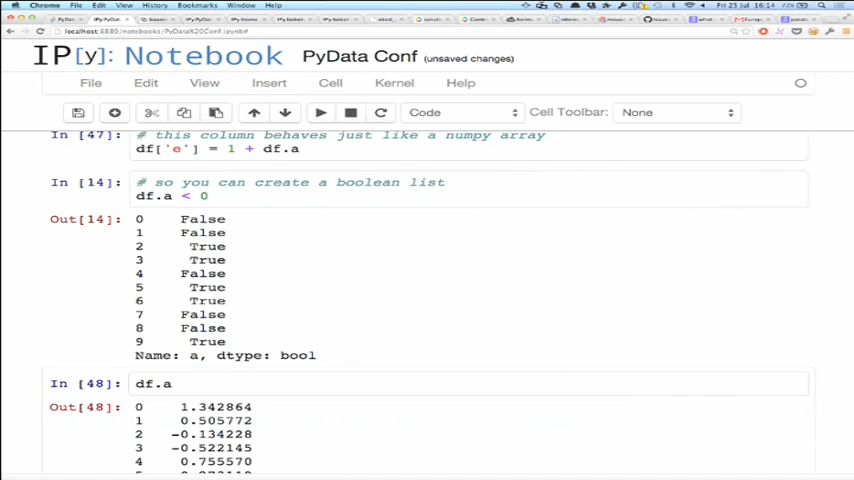 Chrome File Edit View History Bookmarks Window Help Fri 25 Jul 16:14
localhost:8889/notebooks/PyData%20Conf.ipynb#
IP[y]: Notebook PyData Conf (unsaved changes)
File Edit View Insert Cell Kernel Help
Code Cell Toolbar: None
In [47]: # this column behaves just like a numpy array
df['e'] = 1 + df.a
In [14]: # so you can create a boolean list
df.a < 0
Out[14]: 0 False
1 False
2 True
3 True
4 False
5 True
6 True
7 False
8 False
9 True
Name: a, dtype: bool
In [48]: df.a
Out[48]: 0 1.342864
1 0.505772
2 -0.134228
3 -0.522145
4 0.755570